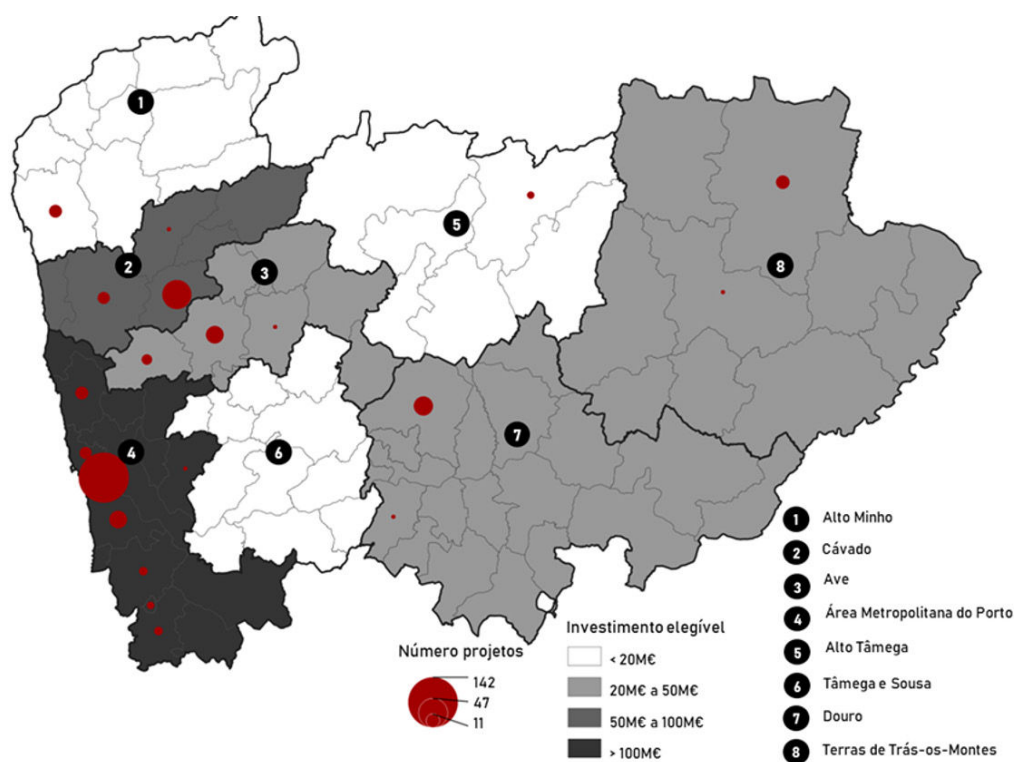 1
2
3
4
5
6
7
8
Número projetos
142
47
11
Investimento elegível
< 20M€
20M€ a 50M€
50M€ a 100M€
> 100M€
1 Alto Minho
2 Cávado
3 Ave
4 Área Metropolitana do Porto
5 Alto Tâmega
6 Tâmega e Sousa
7 Douro
8 Terras de Trás-os-Montes